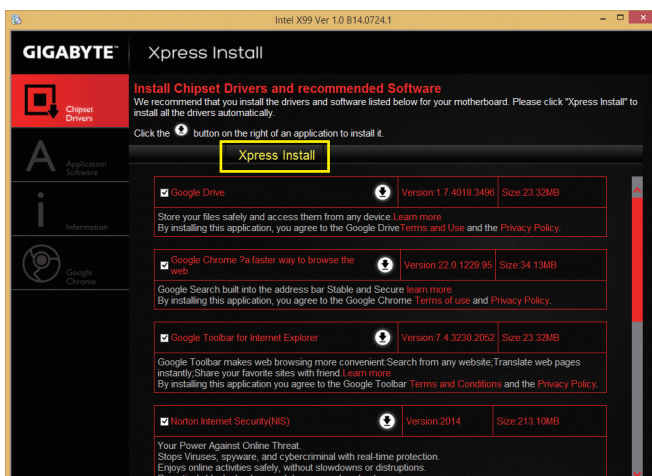 Intel X99 Ver 1.0 B14.0724.1
GIGABYTE™
Xpress Install
Chipset
Drivers
Application
Software
Information
Google
Chrome
Install Chipset Drivers and recommended Software
We recommend that you install the drivers and software listed below for your motherboard. Please click "Xpress Install" to
install all the drivers automatically.
Click the button on the right of an application to install it.
Xpress Install
Google Drive Version:1.7.4018.3496 Size:23.32MB
Store your files safely and access them from any device.Learn more
By installing this application, you agree to the Google DriveTerms and Use and the Privacy Policy.
Google Chrome ?a faster way to browse the
web Version:22.0.1229.95 Size:34.13MB
Google Search built into the address bar Stable and Secure learn more
By installing this application, you agree to the Google Chrome Terms of use and Privacy Policy.
Google Toolbar for Internet Explorer Version:7.4.3230.2052 Size:23.32MB
Google Toolbar makes web browsing more convenient:Search from any website;Translate web pages
instantly;Share your favorite sites with friend.Learn more
By installing this application you agree to the Google Toolbar Terms and Conditions and the Privacy Policy.
Norton Internet Security(NIS) Version:2014 Size:213.10MB
Your Power Against Online Threat.
Stops Viruses, spyware, and cybercriminal with real-time protection.
Enjoys online activities safely, without slowdowns or distruptions.